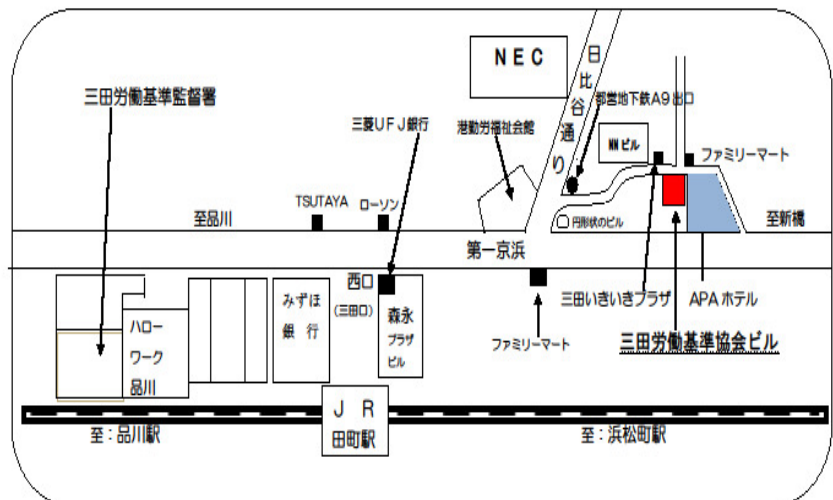 NEC
日比谷通り
都営地下鉄A9出口
三田労働基準監督署
三菱UFJ銀行
港勤労福祉会館
NNビル
ファミリーマート
TSUTAYA
ローソン
至品川
円形状のビル
至新橋
第一京浜
西口
(三田口)
みずほ
銀行
森永
プラザ
ビル
三田いきいきプラザ
APAホテル
ハロー
ワーク
品川
ファミリーマート
三田労働基準協会ビル
JR
田町駅
至:品川駅
至:浜松町駅